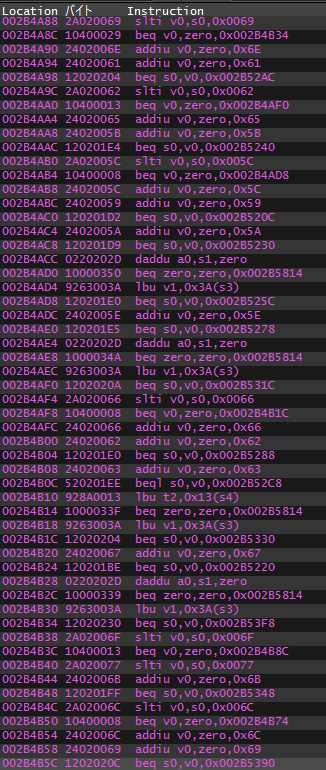 Location バイト Instruction
002B4A88 2A020069 slti v0,s0,0x0069
002B4A8C 10400029 beq v0,zero,0x002B4B34
002B4A90 2402006E addiu v0,zero,0x6E
002B4A94 24020061 addiu v0,zero,0x61
002B4A98 12020204 beq s0,v0,0x002B52AC
002B4A9C 2A020062 slti v0,s0,0x0062
002B4AA0 10400013 beq v0,zero,0x002B4AF0
002B4AA4 24020065 addiu v0,zero,0x65
002B4AA8 2402005B addiu v0,zero,0x5B
002B4AAC 120201E4 beq s0,v0,0x002B5240
002B4AB0 2A02005C slti v0,s0,0x005C
002B4AB4 10400008 beq v0,zero,0x002B4AD8
002B4AB8 2402005C addiu v0,zero,0x5C
002B4ABC 24020059 addiu v0,zero,0x59
002B4AC0 120201D2 beq s0,v0,0x002B520C
002B4AC4 2402005A addiu v0,zero,0x5A
002B4AC8 120201D9 beq s0,v0,0x002B5230
002B4ACC 0220202D daddu a0,s1,zero
002B4AD0 10000350 beq zero,zero,0x002B5814
002B4AD4 9263003A lbu v1,0x3A(s3)
002B4AD8 120201E0 beq s0,v0,0x002B525C
002B4ADC 2402005E addiu v0,zero,0x5E
002B4AE0 120201E5 beq s0,v0,0x002B5278
002B4AE4 0220202D daddu a0,s1,zero
002B4AE8 1000034A beq zero,zero,0x002B5814
002B4AEC 9263003A lbu v1,0x3A(s3)
002B4AF0 1202020A beq s0,v0,0x002B531C
002B4AF4 2A020066 slti v0,s0,0x0066
002B4AF8 10400008 beq v0,zero,0x002B4B1C
002B4AFC 24020066 addiu v0,zero,0x66
002B4B00 24020062 addiu v0,zero,0x62
002B4B04 120201E0 beq s0,v0,0x002B5288
002B4B08 24020063 addiu v0,zero,0x63
002B4B0C 520201EE beql s0,v0,0x002B52C8
002B4B10 928A0013 lbu t2,0x13(s4)
002B4B14 1000033F beq zero,zero,0x002B5814
002B4B18 9263003A lbu v1,0x3A(s3)
002B4B1C 12020204 beq s0,v0,0x002B5330
002B4B20 24020067 addiu v0,zero,0x67
002B4B24 120201BE beq s0,v0,0x002B5220
002B4B28 0220202D daddu a0,s1,zero
002B4B2C 10000339 beq zero,zero,0x002B5814
002B4B30 9263003A lbu v1,0x3A(s3)
002B4B34 12020230 beq s0,v0,0x002B53F8
002B4B38 2A02006F slti v0,s0,0x006F
002B4B3C 10400013 beq v0,zero,0x002B4B8C
002B4B40 2A020077 slti v0,s0,0x0077
002B4B44 2402006B addiu v0,zero,0x6B
002B4B48 120201FF beq s0,v0,0x002B5348
002B4B4C 2A02006C slti v0,s0,0x006C
002B4B50 10400008 beq v0,zero,0x002B4B74
002B4B54 2402006C addiu v0,zero,0x6C
002B4B58 24020069 addiu v0,zero,0x69
002B4B5C 1202020C beq s0,v0,0x002B5390